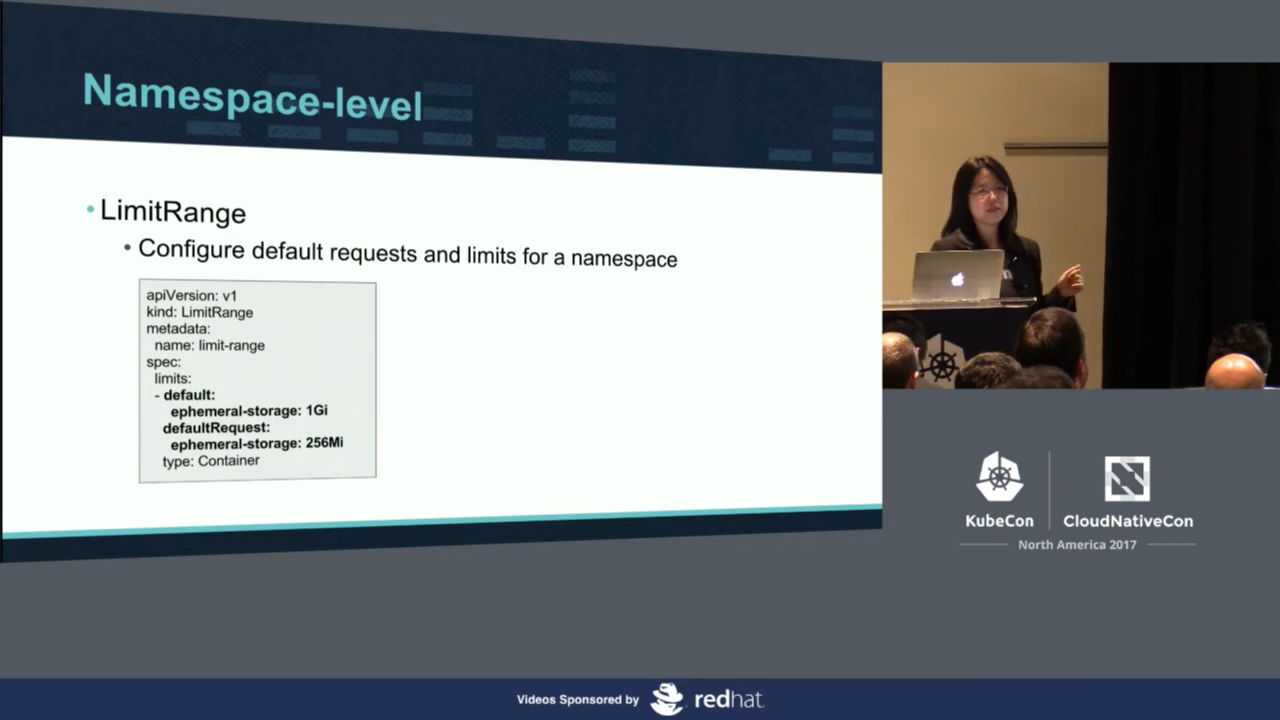 Namespace-level
• LimitRange
• Configure default requests and limits for a namespace
apiVersion: v1
kind: LimitRange
metadata:
name: limit-range
spec:
limits:
- default:
ephemeral-storage: 1Gi
defaultRequest:
ephemeral-storage: 256Mi
type: Container
KubeCon
CloudNativeCon
North America 2017
Videos Sponsored by
redhat